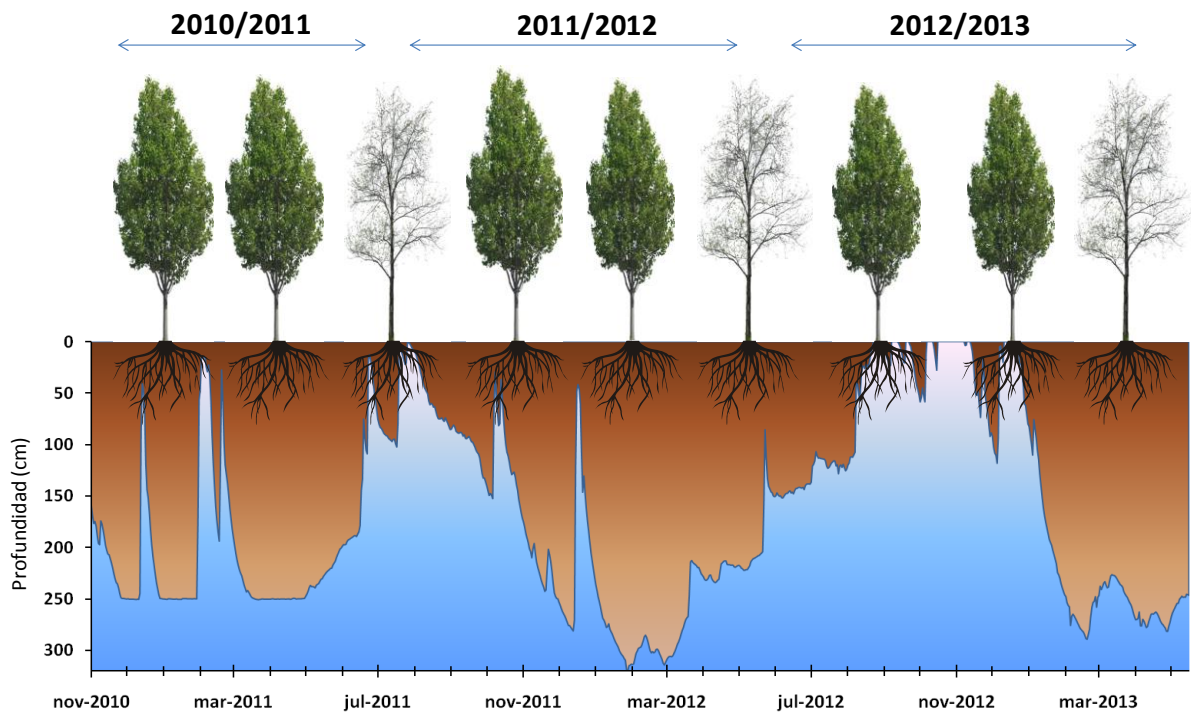 2010/2011 2011/2012 2012/2013
0
50
100
150
200
250
300
Profundidad (cm)
nov-2010 mar-2011 jul-2011 nov-2011 mar-2012 jul-2012 nov-2012 mar-2013